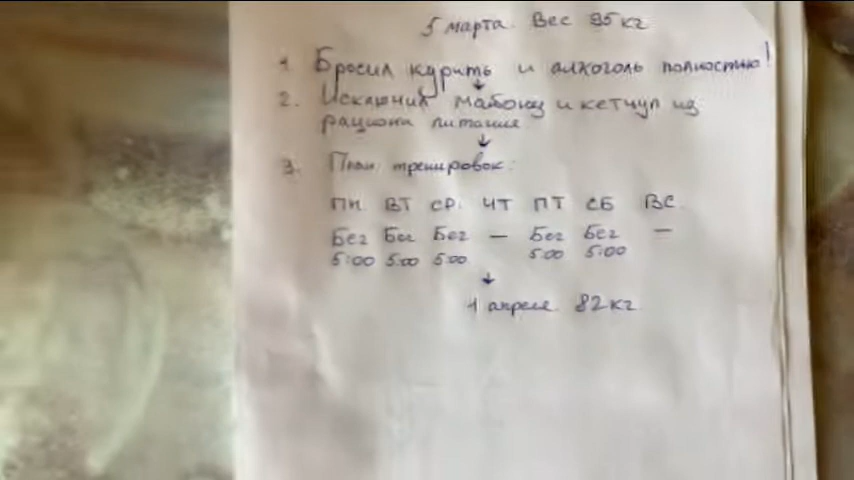 5 марта. Вес 95 кг
1. Бросил курить и алкоголь полностью!
2. Исключил майонез и кетчуп из
рациона питания
3. План тренировок:
ПН. ВТ СР. ЧТ ПТ СБ ВС.
Бег Бег Бег — Бег Бег —
5:00 5:00 5:00 5:00 5:00
1 апреля. 82 кг